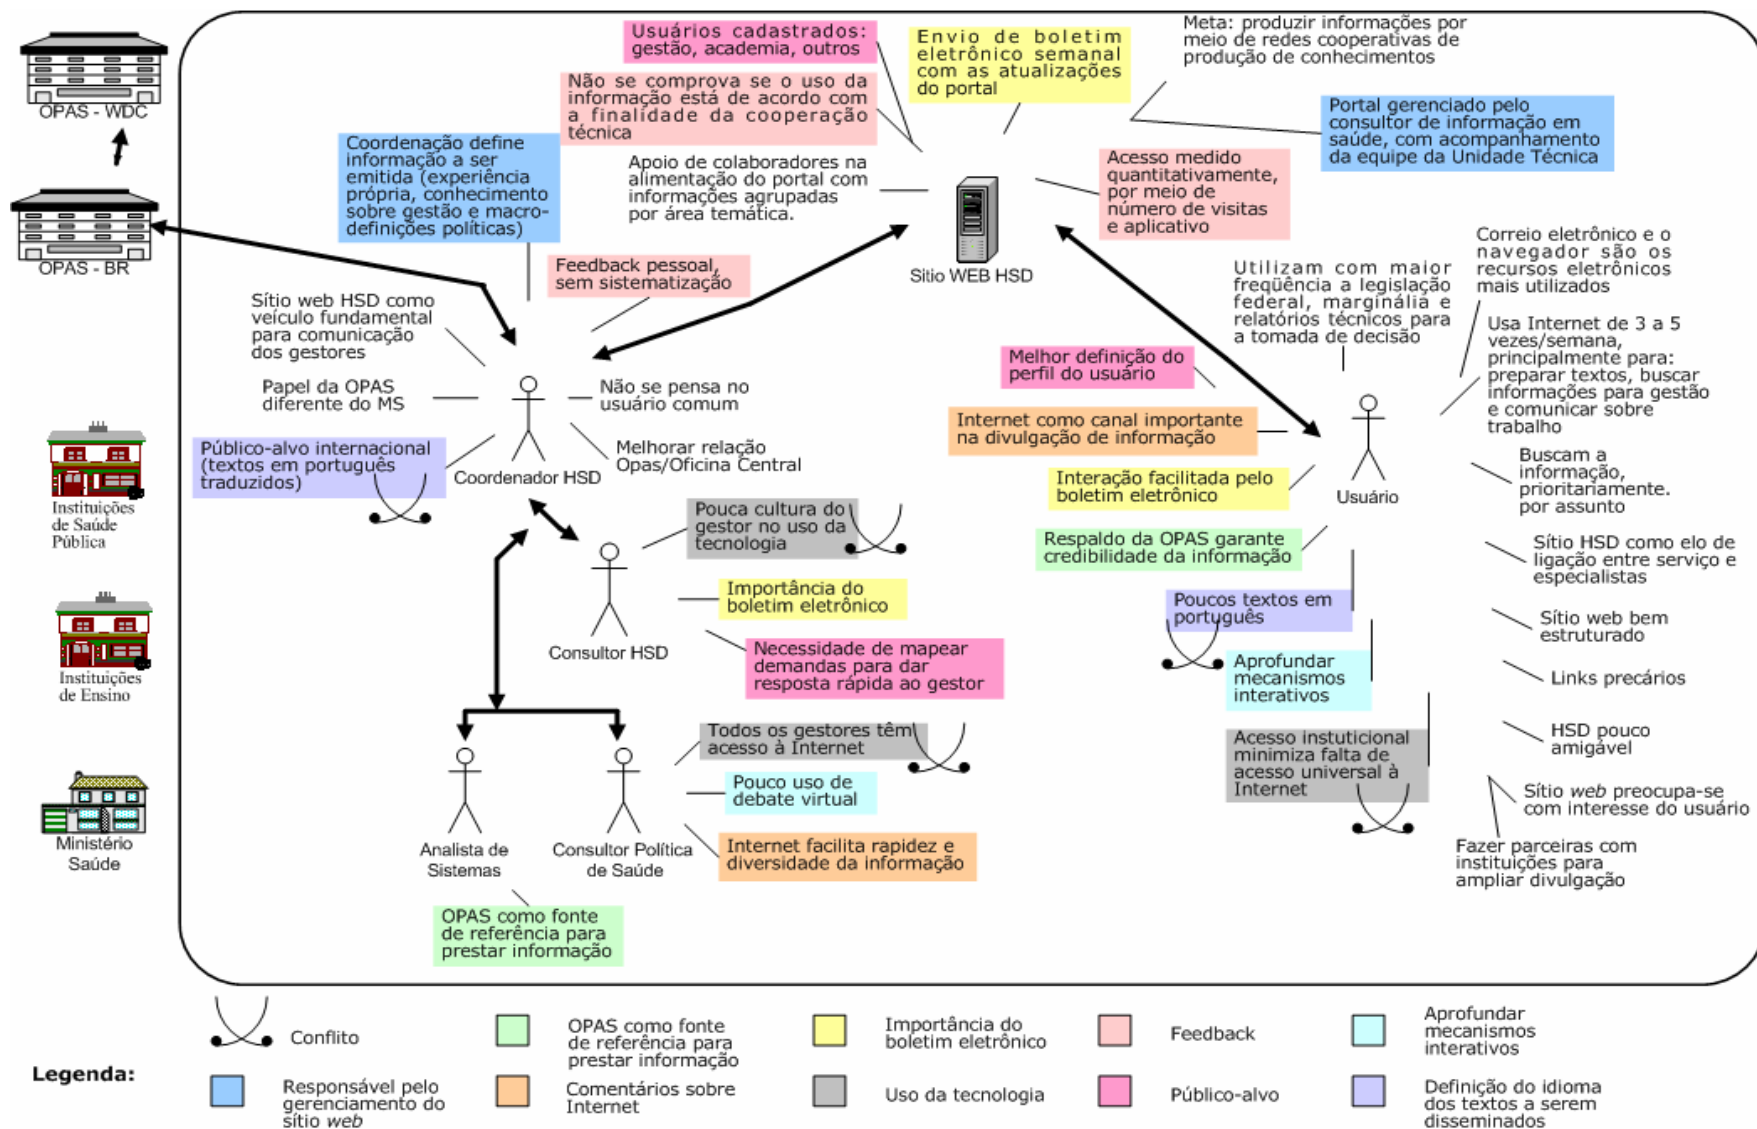 OPAS - WDC
OPAS - BR
Instituições
de Saúde
Pública
Instituições
de Ensino
Ministério
Saúde
Usuários cadastrados:
gestão, academia, outros
Não se comprova se o uso da
informação está de acordo com
a finalidade da cooperação
técnica
Envio de boletim
eletrônico semanal
com as atualizações
do portal
Meta: produzir informações por
meio de redes cooperativas de
produção de conhecimentos
Portal gerenciado pelo
consultor de informação em
saúde, com acompanhamento
da equipe da Unidade Técnica
Coordenação define
informação a ser
emitida (experiência
própria, conhecimento
sobre gestão e macro-
definições políticas)
Apoio de colaboradores na
alimentação do portal com
informações agrupadas
por área temática.
Acesso medido
quantitativamente,
por meio de
número de visitas
e aplicativo
Sítio WEB HSD
Feedback pessoal,
sem sistematização
Sítio web HSD como
veículo fundamental
para comunicação
dos gestores
Papel da OPAS
diferente do MS
Não se pensa no
usuário comum
Público-alvo internacional
(textos em português
traduzidos)
Melhorar relação
Opas/Oficina Central
Coordenador HSD
Pouca cultura do
gestor no uso da
tecnologia
Importância do
boletim eletrônico
Necessidade de mapear
demandas para dar
resposta rápida ao gestor
Consultor HSD
Todos os gestores têm
acesso à Internet
Pouco uso de
debate virtual
Internet facilita rapidez e
diversidade da informação
Analista de
Sistemas
Consultor Política
de Saúde
OPAS como fonte
de referência para
prestar informação
Utilizam com maior
freqüência a legislação
federal, marginália e
relatórios técnicos para
a tomada de decisão
Correio eletrônico e o
navegador são os
recursos eletrônicos
mais utilizados
Usa Internet de 3 a 5
vezes/semana,
principalmente para:
preparar textos, buscar
informações para gestão
e comunicar sobre
trabalho
Melhor definição do
perfil do usuário
Internet como canal importante
na divulgação de informação
Interação facilitada pelo
boletim eletrônico
Respaldo da OPAS garante
credibilidade da informação
Usuário
Buscam a
informação,
prioritariamente.
por assunto
Sítio HSD como elo de
ligação entre serviço e
especialistas
Poucos textos em
português
Sítio web bem
estruturado
Aprofundar
mecanismos
interativos
Links precários
Acesso insticucional
minimiza falta de
acesso universal à
Internet
HSD pouco
amigável
Sítio web preocupa-se
com interesse do usuário
Fazer parceiras com
instituições para
ampliar divulgação
Legenda:
Conflito
OPAS como fonte
de referência para
prestar informação
Importância do
boletim eletrônico
Feedback
Aprofundar
mecanismos
interativos
Responsável pelo
gerenciamento do
sítio web
Comentários sobre
Internet
Uso da tecnologia
Público-alvo
Definição do idioma
dos textos a serem
disseminados